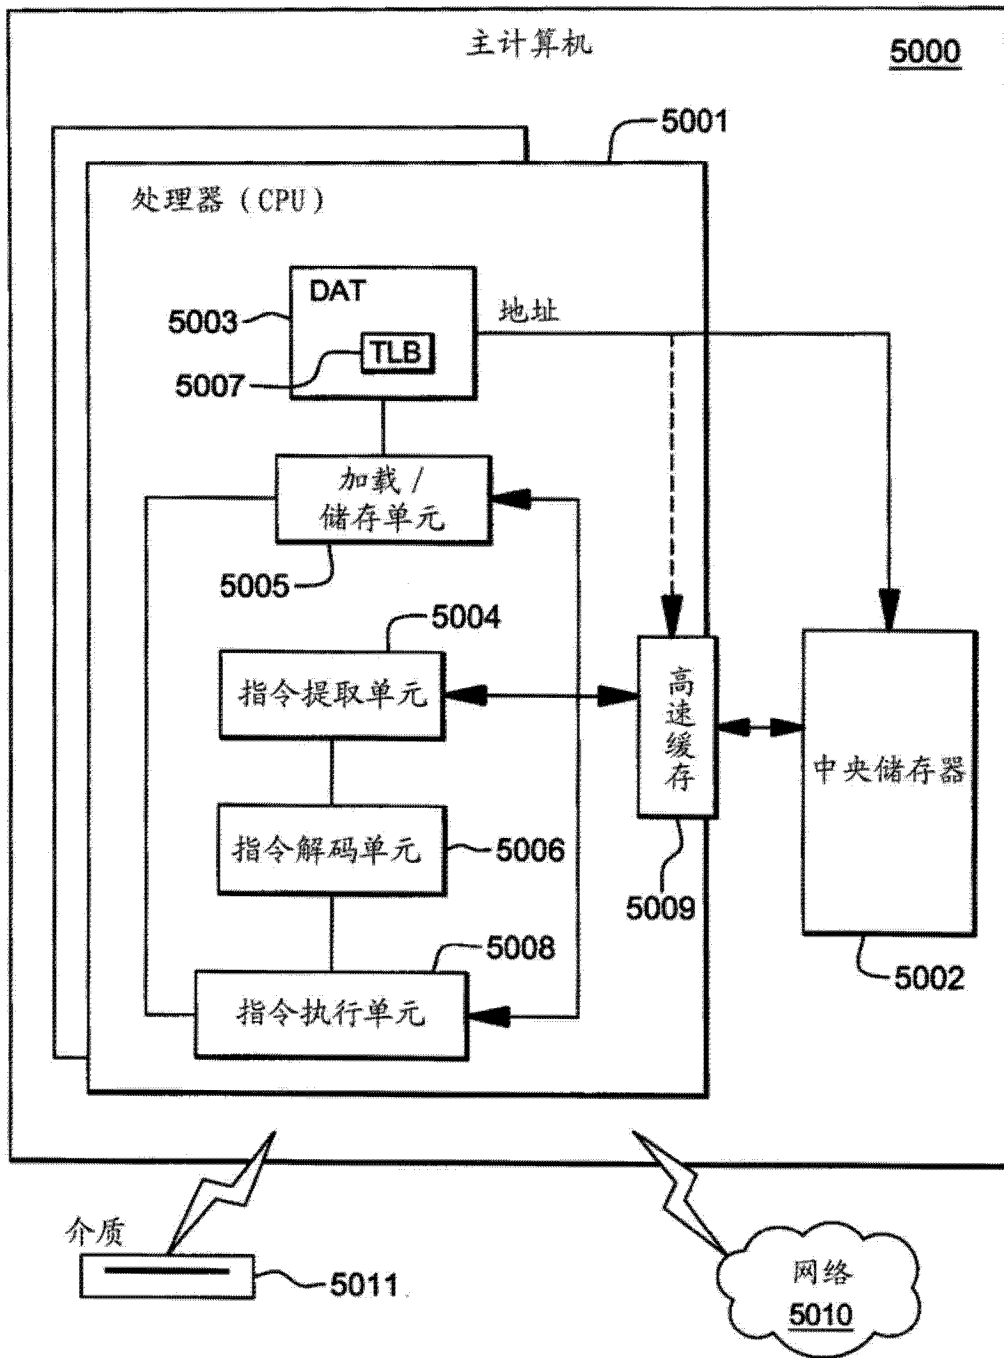 主计算机
5000
5001
处理器(CPU)
DAT
5003
地址
TLB
5007
加载/
储存单元
5005
5004
指令提取单元
高速缓存
中央储存器
指令解码单元
5006
5009
5008
5002
指令执行单元
介质
5011
网络
5010